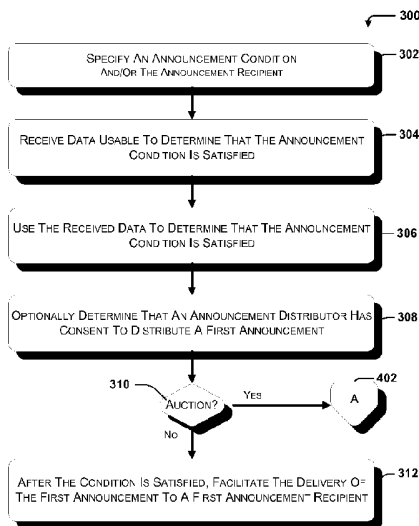 300
SPECIFY AN ANNOUNCEMENT CONDITION
AND/OR THE ANNOUNCEMENT RECIPIENT
302
RECEIVE DATA USABLE TO DETERMINE THAT THE ANNOUNCEMENT
CONDITION IS SATISFIED
304
USE THE RECEIVED DATA TO DETERMINE THAT THE ANNOUNCEMENT
CONDITION IS SATISFIED
306
OPTIONALLY DETERMINE THAT AN ANNOUNCEMENT DISTRIBUTOR HAS
CONSENT TO DISTRIBUTE A FIRST ANNOUNCEMENT
308
310
AUCTION?
YES
402
A
NO
AFTER THE CONDITION IS SATISFIED, FACILITATE THE DELIVERY OF
THE FIRST ANNOUNCEMENT TO A FIRST ANNOUNCEMENT RECIPIENT
312